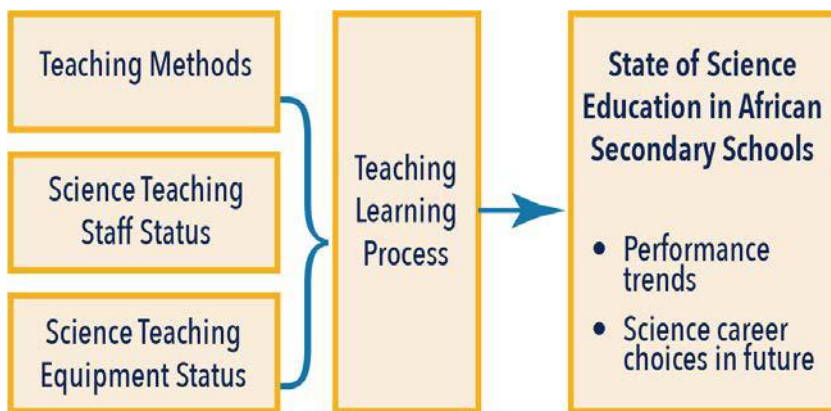 Teaching Methods
Science Teaching
Staff Status
Science Teaching
Equipment Status
Teaching
Learning
Process
State of Science
Education in African
Secondary Schools
• Performance
trends
• Science career
choices in future